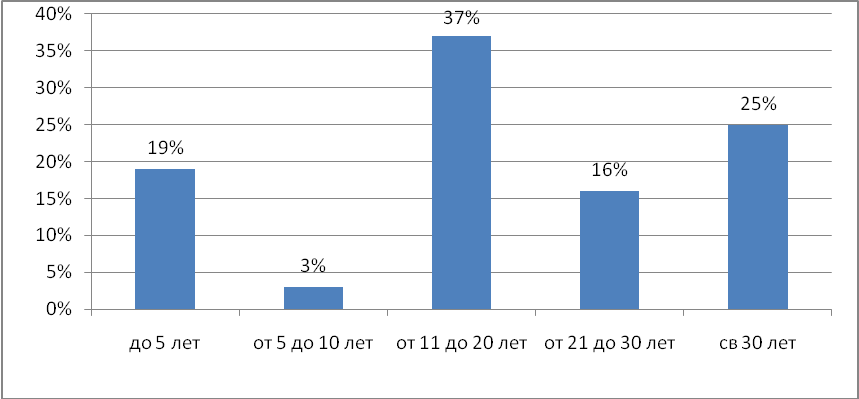 40%
35%
30%
25%
20%
15%
10%
5%
0%
19%
3%
37%
16%
25%
до 5 лет
от 5 до 10 лет
от 11 до 20 лет
от 21 до 30 лет
св 30 лет